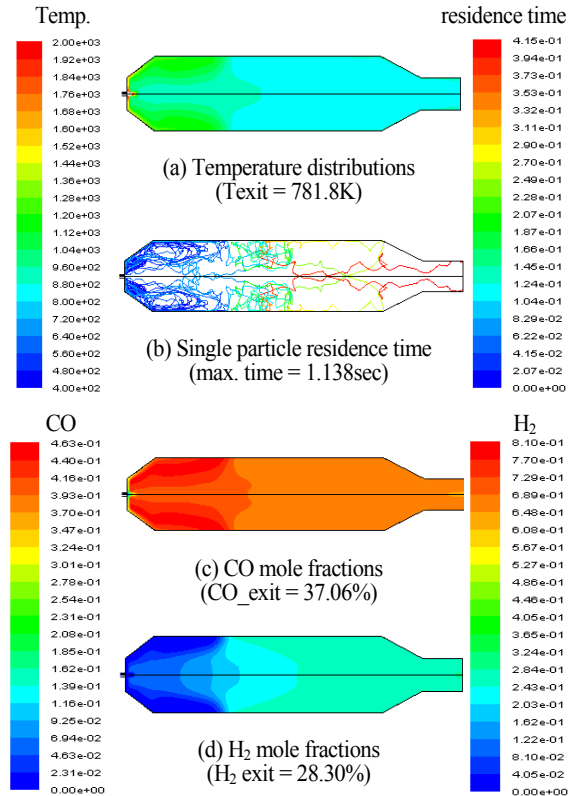 Temp.
residence time
2.00e+03
1.92e+03
1.84e+03
1.76e+03
1.68e+03
1.60e+03
1.52e+03
1.44e+03
1.36e+03
1.28e+03
1.20e+03
1.12e+03
1.04e+03
9.60e+02
8.80e+02
8.00e+02
7.20e+02
6.40e+02
5.60e+02
4.80e+02
4.00e+02
4.15e-01
3.94e-01
3.73e-01
3.52e-01
3.32e-01
3.11e-01
2.90e-01
2.70e-01
2.49e-01
2.28e-01
2.07e-01
1.87e-01
1.66e-01
1.45e-01
1.24e-01
1.04e-01
8.29e-02
6.22e-02
4.15e-02
2.07e-02
0.00e+00
(a) Temperature distributions
(Texit = 781.8K)
(b) Single particle residence time
(max. time = 1.138sec)
CO
H2
4.63e-01
4.40e-01
4.16e-01
3.93e-01
3.70e-01
3.47e-01
3.24e-01
3.01e-01
2.78e-01
2.54e-01
2.31e-01
2.08e-01
1.85e-01
1.62e-01
1.39e-01
1.16e-01
9.25e-02
6.94e-02
4.63e-02
2.31e-02
0.00e+00
8.10e-01
7.70e-01
7.29e-01
6.89e-01
6.48e-01
6.08e-01
5.67e-01
5.27e-01
4.86e-01
4.46e-01
4.05e-01
3.65e-01
3.24e-01
2.84e-01
2.43e-01
2.03e-01
1.62e-01
1.22e-01
8.10e-02
4.05e-02
0.00e+00
(c) CO mole fractions
(CO_exit = 37.06%)
(d) H2 mole fractions
(H2 exit = 28.30%)